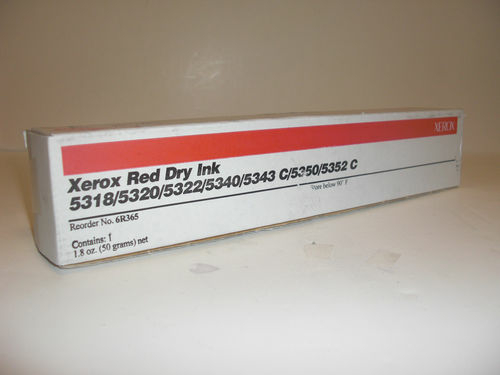 XEROX
Xerox Red Dry Ink
5318/5320/5322/5340/5343 C/5350/5352 C
Reorder No. 6R365
below 90° F
Contains: 1
1.8 oz. (50 grams) net